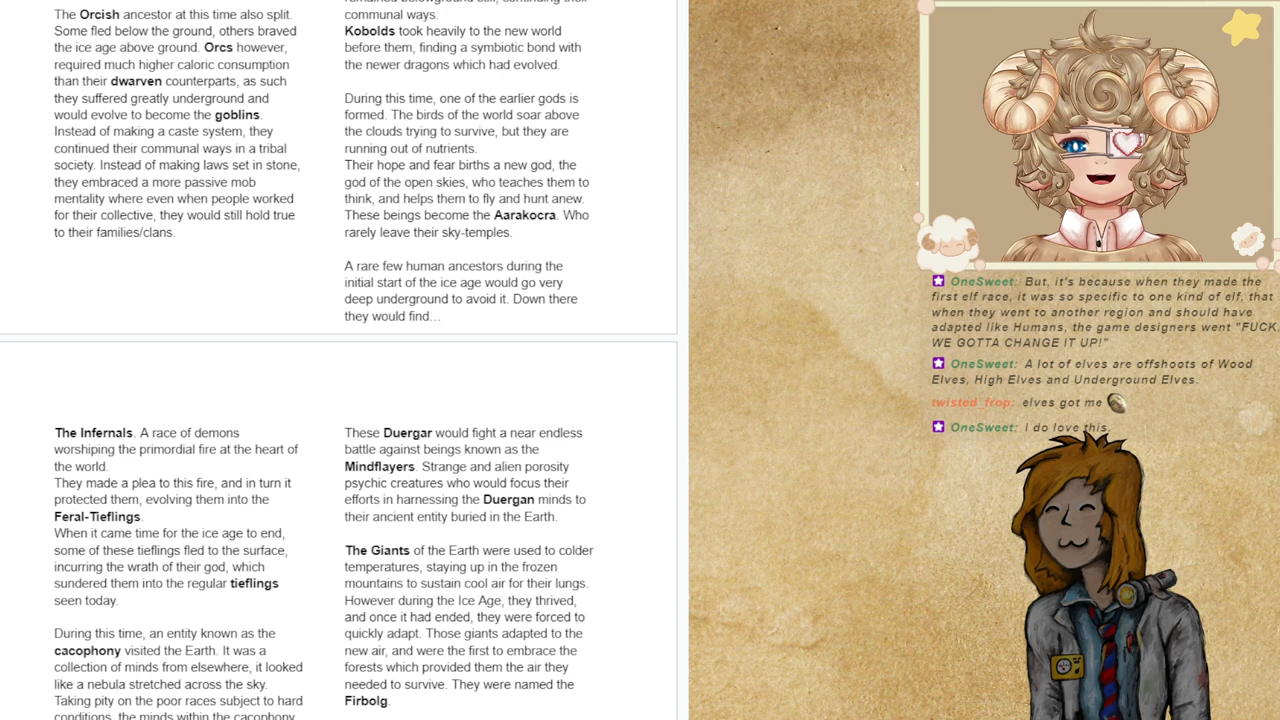 The Orcish ancestor at this time also split.
Some fled below the ground, others braved
the ice age above ground. Orcs however,
required much higher caloric consumption
than their dwarven counterparts, as such
they suffered greatly underground and
would evolve to become the goblins.
Instead of making a caste system, they
continued their communal ways in a tribal
society. Instead of making laws set in stone,
they embraced a more passive mob
mentality where even when people worked
for their collective, they would still hold true
to their families/clans.
remained belowground still, continuing their
communal ways.
Kobolds took heavily to the new world
before them, finding a symbiotic bond with
the newer dragons which had evolved.
During this time, one of the earlier gods is
formed. The birds of the world soar above
the clouds trying to survive, but they are
running out of nutrients.
Their hope and fear births a new god, the
god of the open skies, who teaches them to
think, and helps them to fly and hunt anew.
These beings become the Aarakocra. Who
rarely leave their sky-temples.
A rare few human ancestors during the
initial start of the ice age would go very
deep underground to avoid it. Down there
they would find…
The Infernals. A race of demons
worshiping the primordial fire at the heart of
the world.
They made a plea to this fire, and in turn it
protected them, evolving them into the
Feral-Tieflings.
When it came time for the ice age to end,
some of these tieflings fled to the surface,
incurring the wrath of their god, which
sundered them into the regular tieflings
seen today.
During this time, an entity known as the
cacophony visited the Earth. It was a
collection of minds from elsewhere, it looked
like a nebula stretched across the sky.
Taking pity on the poor races subject to hard
conditions, the minds within the cacophony
These Duergar would fight a near endless
battle against beings known as the
Mindflayers. Strange and alien porosity
psychic creatures who would focus their
efforts in harnessing the Duergan minds to
their ancient entity buried in the Earth.
The Giants of the Earth were used to colder
temperatures, staying up in the frozen
mountains to sustain cool air for their lungs.
However during the Ice Age, they thrived,
and once it had ended, they were forced to
quickly adapt. Those giants adapted to the
new air, and were the first to embrace the
forests which provided them the air they
needed to survive. They were named the
Firbolg.
OneSweet: But, it's because when they made the
first elf race, it was so specific to one kind of elf, that
when they went to another region and should have
adapted like Humans, the game designers went "FUCK,
WE GOTTA CHANGE IT UP!"
OneSweet: A lot of elves are offshoots of Wood
Elves, High Elves and Underground Elves.
twisted_frop: elves got me
OneSweet: I do love this.